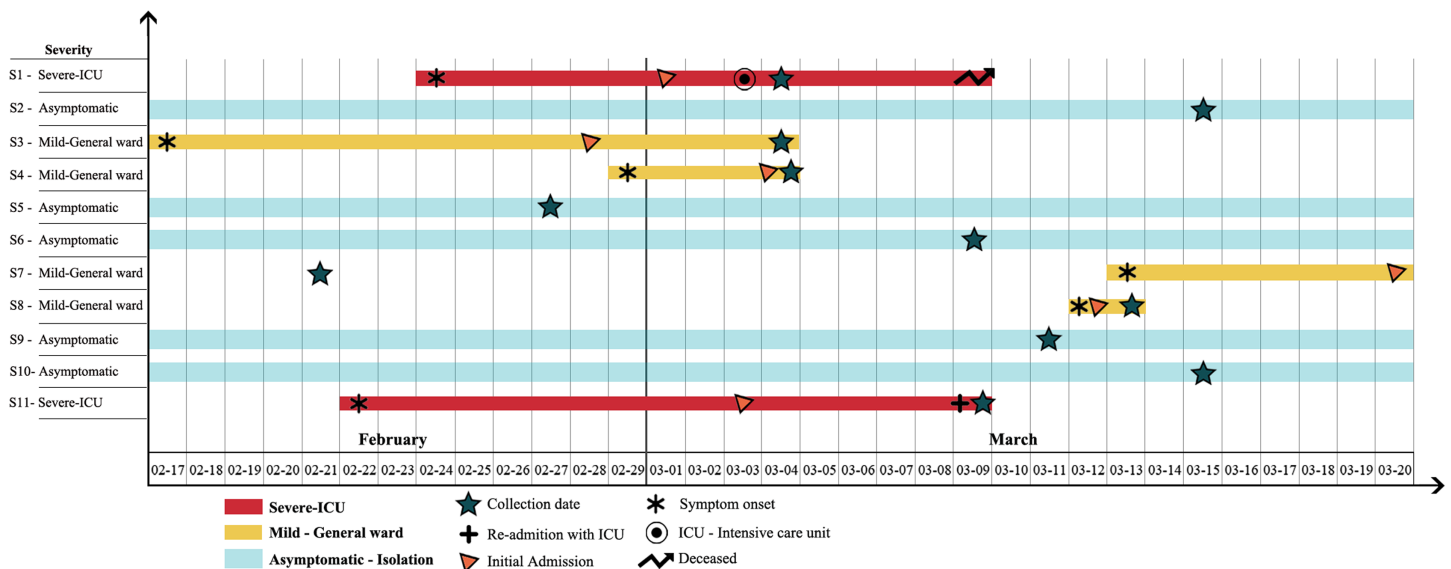 Severity
S1 - Severe-ICU
S2 - Asymptomatic
S3 - Mild-General ward
S4 - Mild-General ward
S5 - Asymptomatic
S6 - Asymptomatic
S7 - Mild-General ward
S8 - Mild-General ward
S9 - Asymptomatic
S10- Asymptomatic
S11- Severe-ICU
February March
02-17 02-18 02-19 02-20 02-21 02-22 02-23 02-24 02-25 02-26 02-27 02-28 02-29 03-01 03-02 03-03 03-04 03-05 03-06 03-07 03-08 03-09 03-10 03-11 03-12 03-13 03-14 03-15 03-16 03-17 03-18 03-19 03-20
Severe-ICU Collection date Symptom onset
Mild - General ward Re-admition with ICU ICU - Intensive care unit
Asymptomatic - Isolation Initial Admission Deceased